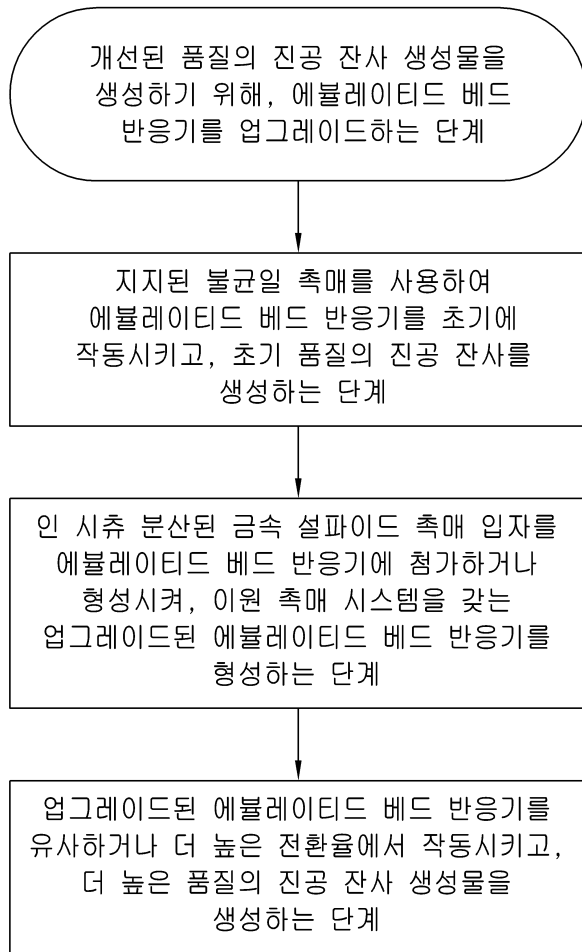 개선된 품질의 진공 잔사 생성물을
생성하기 위해, 에뷸레이티드 베드
반응기를 업그레이드하는 단계
지지된 불균일 촉매를 사용하여
에뷸레이티드 베드 반응기를 초기에
작동시키고, 초기 품질의 진공 잔사를
생성하는 단계
인 시츄 분산된 금속 설파이드 촉매 입자를
에뷸레이티드 베드 반응기에 첨가하거나
형성시켜, 이원 촉매 시스템을 갖는
업그레이드된 에뷸레이티드 베드 반응기를
형성하는 단계
업그레이드된 에뷸레이티드 베드 반응기를
유사하거나 더 높은 전환율에서 작동시키고,
더 높은 품질의 진공 잔사 생성물을
생성하는 단계